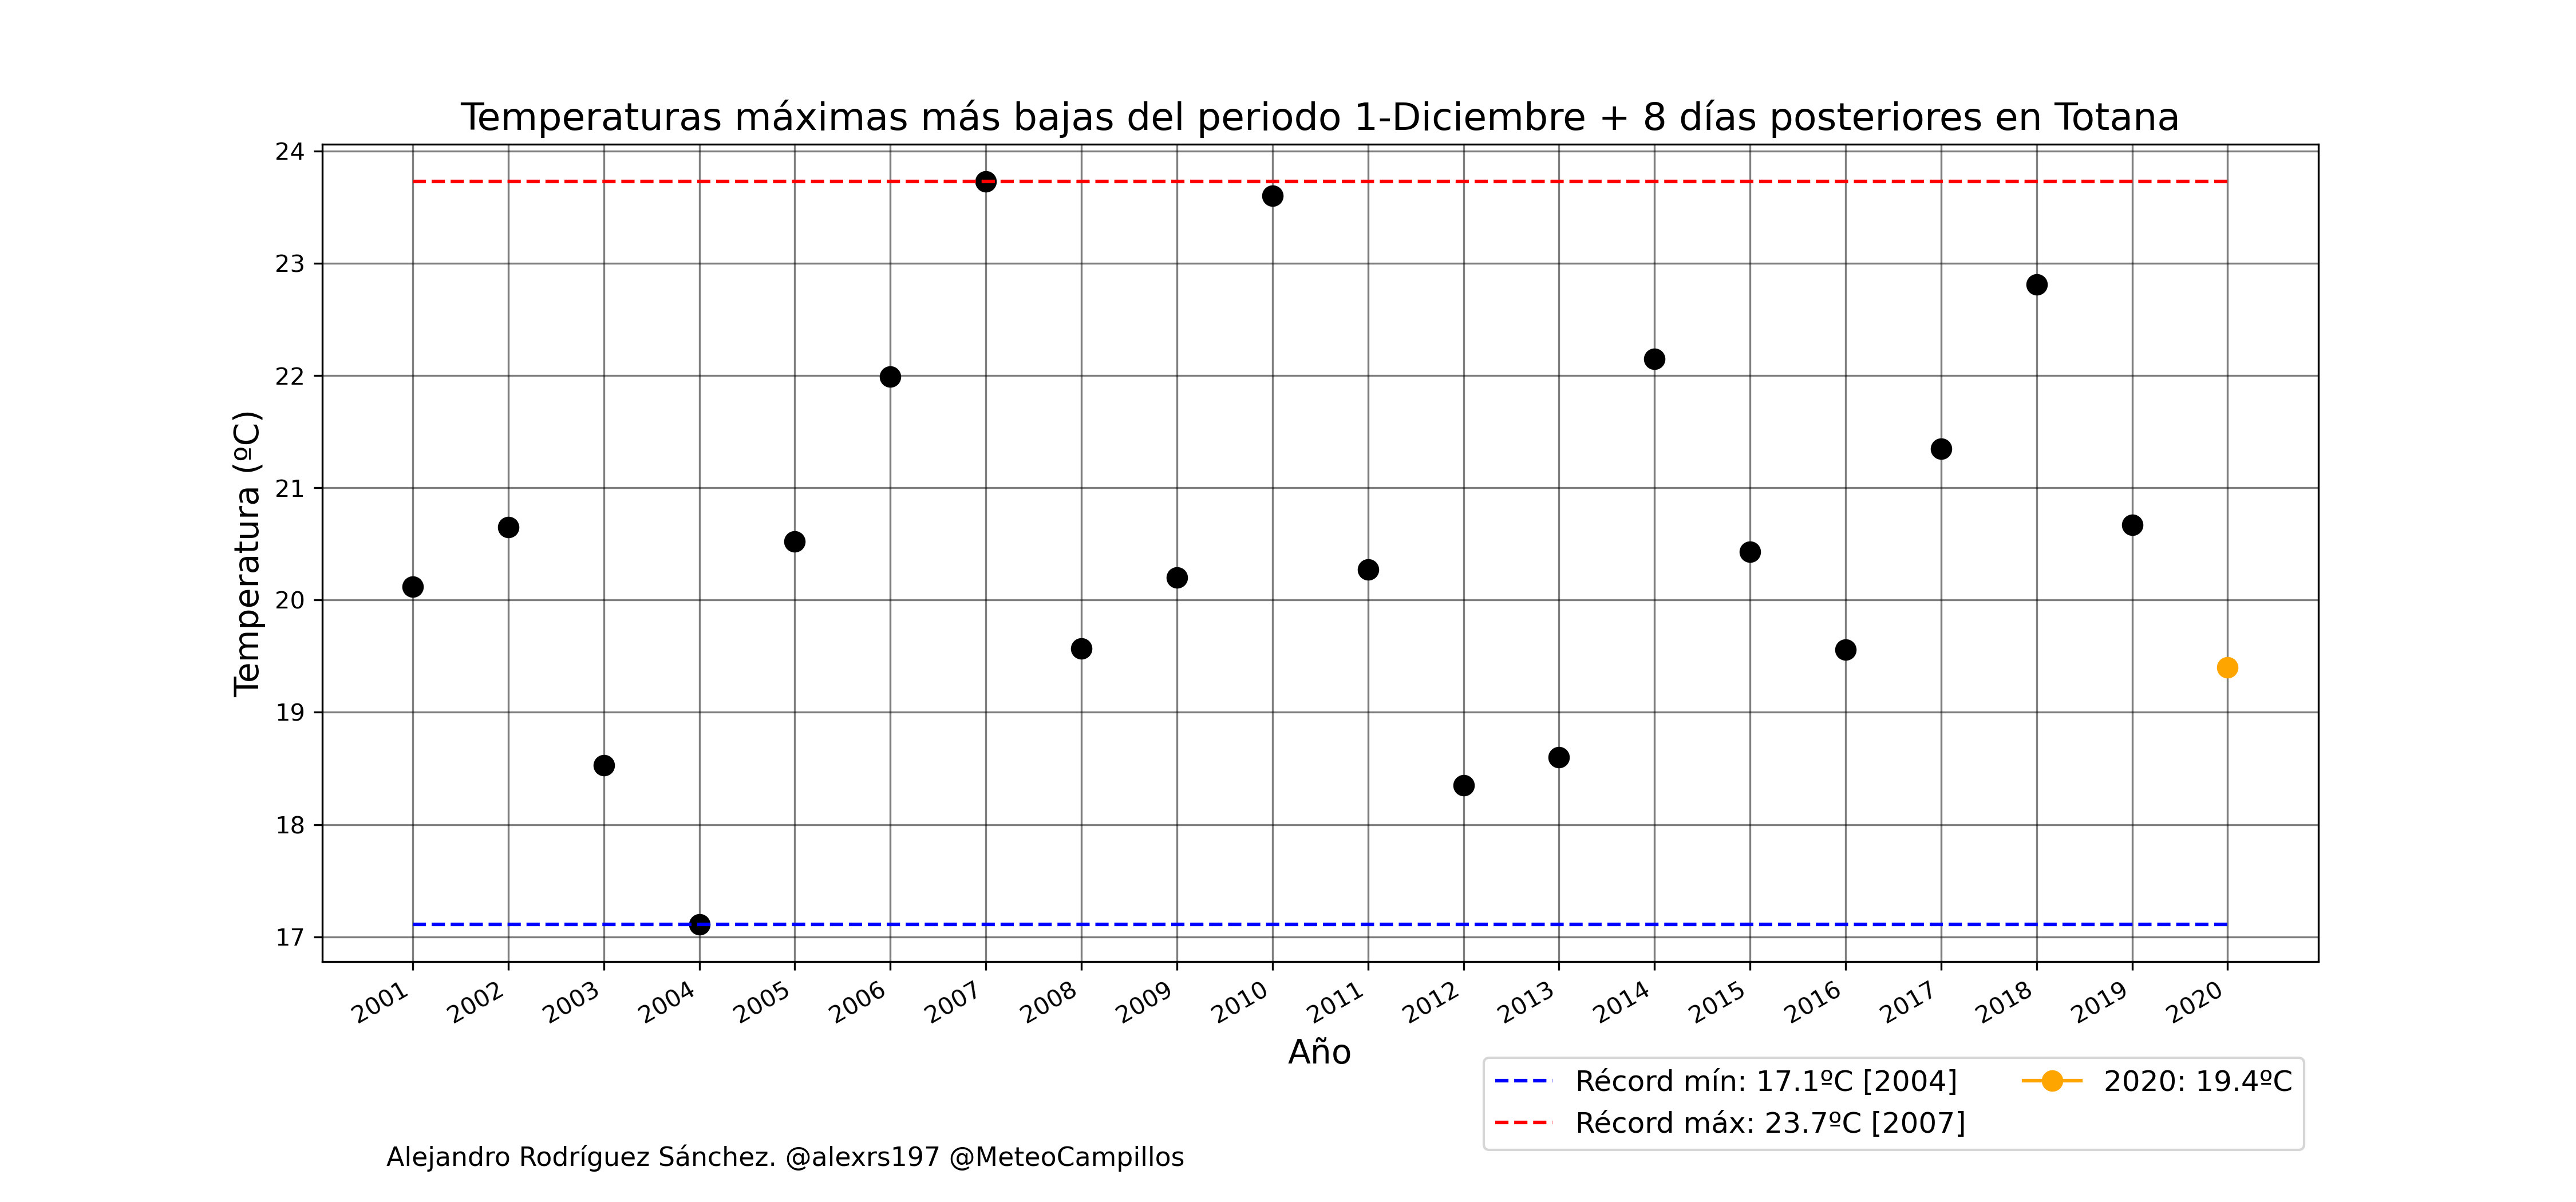 Temperaturas máximas más bajas del periodo 1-Diciembre + 8 días posteriores en Totana
24
23
22
21
20
19
18
17
Temperatura (ºC)
2001 2002 2003 2004 2005 2006 2007 2008 2009 2010 2011 2012 2013 2014 2015 2016 2017 2018 2019 2020
Año
Récord mín: 17.1ºC [2004]
Récord máx: 23.7ºC [2007]
2020: 19.4ºC
Alejandro Rodríguez Sánchez. @alexrs197 @MeteoCampillos